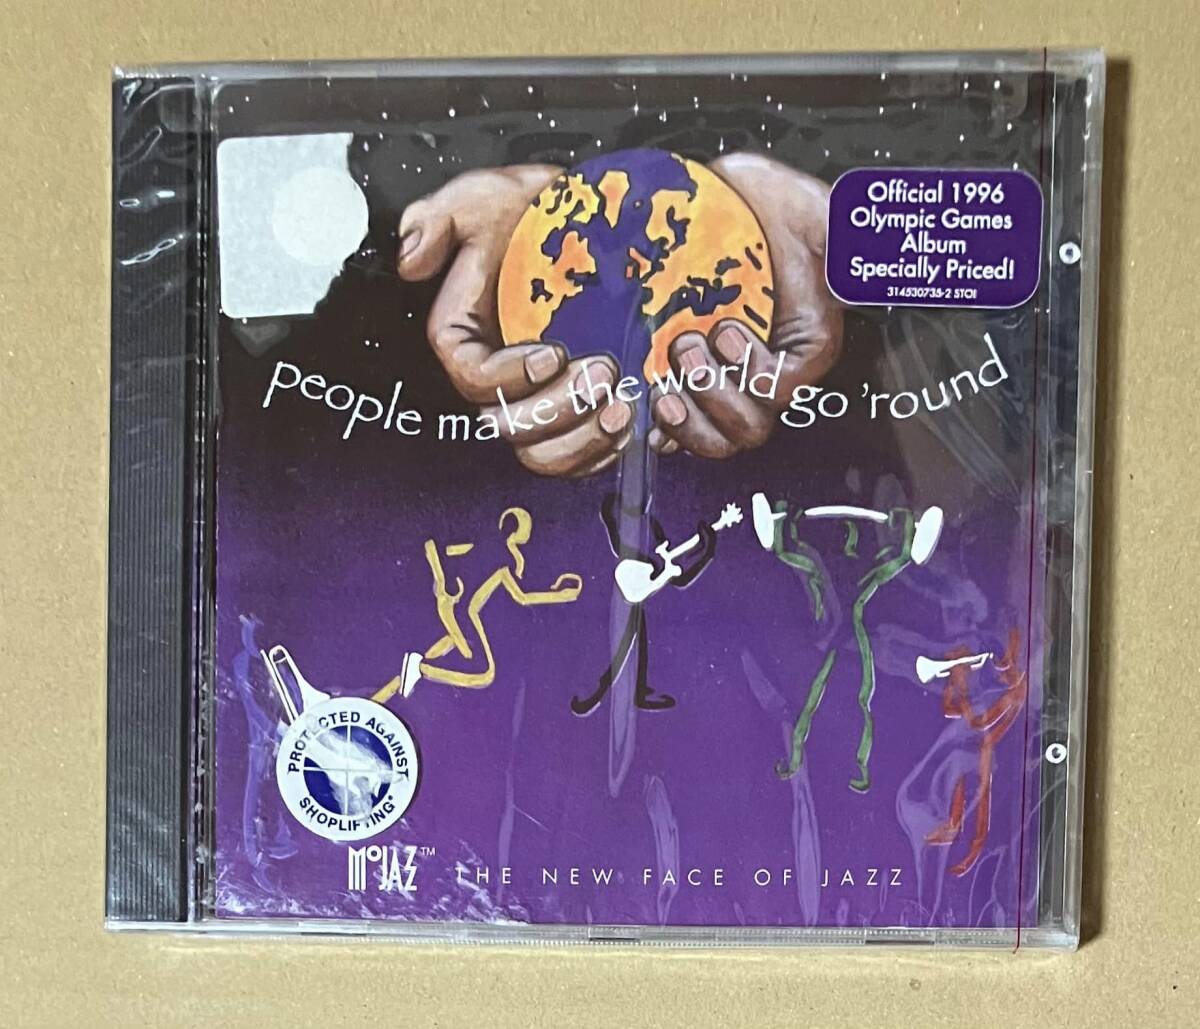 Official 1996
Olympic Games
Album
Specially Priced!
314530735-2 STO1
people make the world go 'round
PROTECTED AGAINST
SHOPLIFTING®
MoJAZZ™
THE NEW FACE OF JAZZ